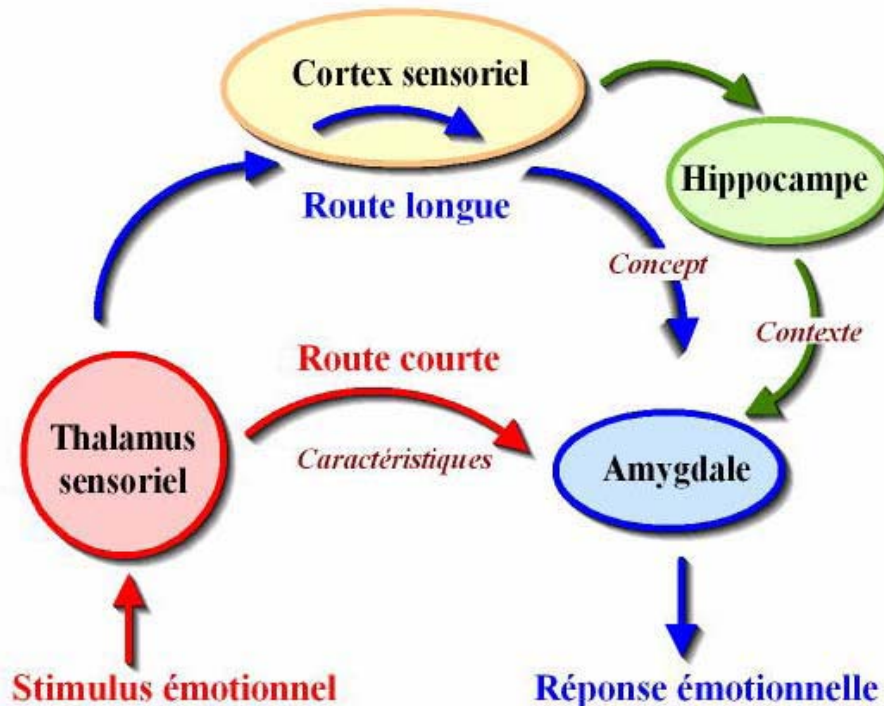 Cortex sensoriel
Hippocampe
Route longue
Concept
Contexte
Route courte
Thalamus
sensoriel
Caractéristiques
Amygdale
Stimulus émotionnel
Réponse émotionnelle